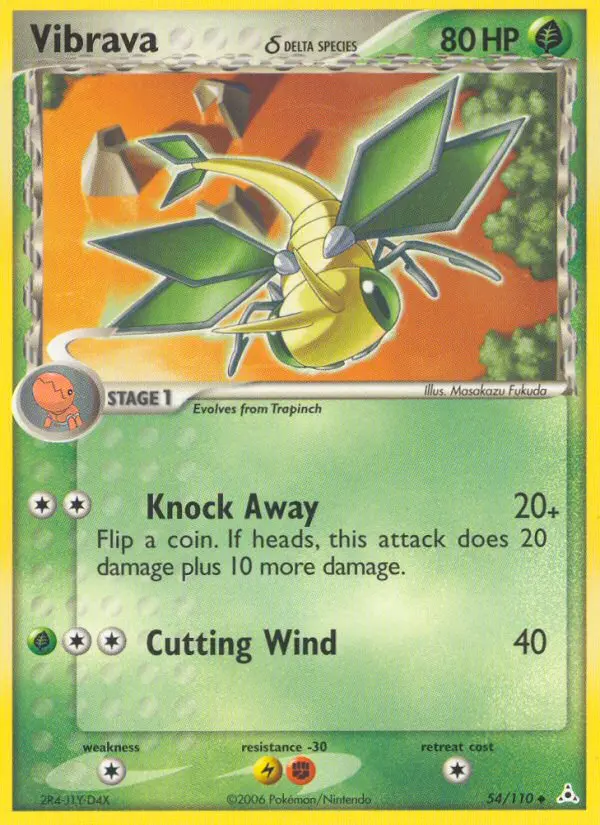 Vibrava δ DELTA SPECIES 80 HP
Illus. Masakazu Fukuda
STAGE 1
Evolves from Trapinch
Knock Away 20+
Flip a coin. If heads, this attack does 20
damage plus 10 more damage.
Cutting Wind 40
weakness resistance -30 retreat cost
2R4-J1Y-D4X ©2006 Pokémon/Nintendo 54/110